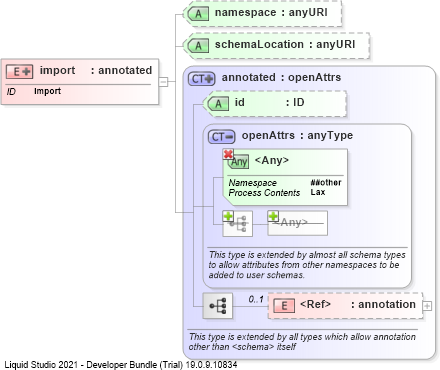 A namespace : anyURI
A schemaLocation : anyURI
E import : annotated
ID Import
CT annotated : openAttrs
A id : ID
CT openAttrs : anyType
Any <Any>
Namespace ##other
Process Contents Lax
<Any>
This type is extended by almost all schema types
to allow attributes from other namespaces to be
added to user schemas.
0..1
E <Ref> : annotation
This type is extended by all types which allow annotation
other than <schema> itself
Liquid Studio 2021 - Developer Bundle (Trial) 19.0.9.10834